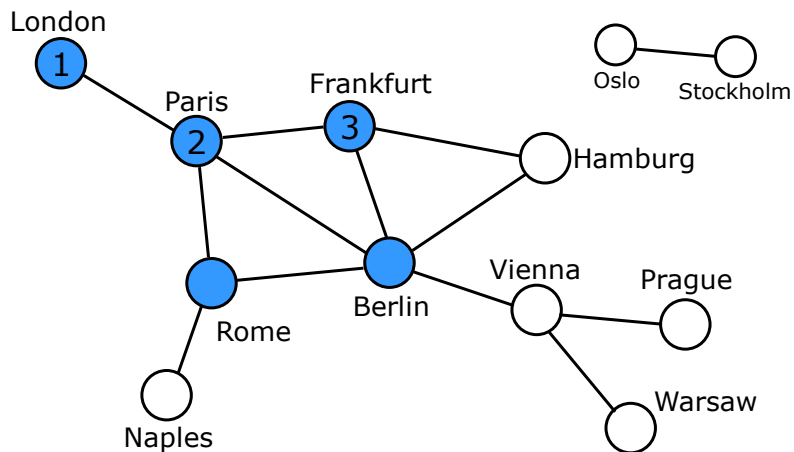 London
1
Paris
2
Frankfurt
3
Oslo
Stockholm
Hamburg
Rome
Berlin
Vienna
Prague
Naples
Warsaw